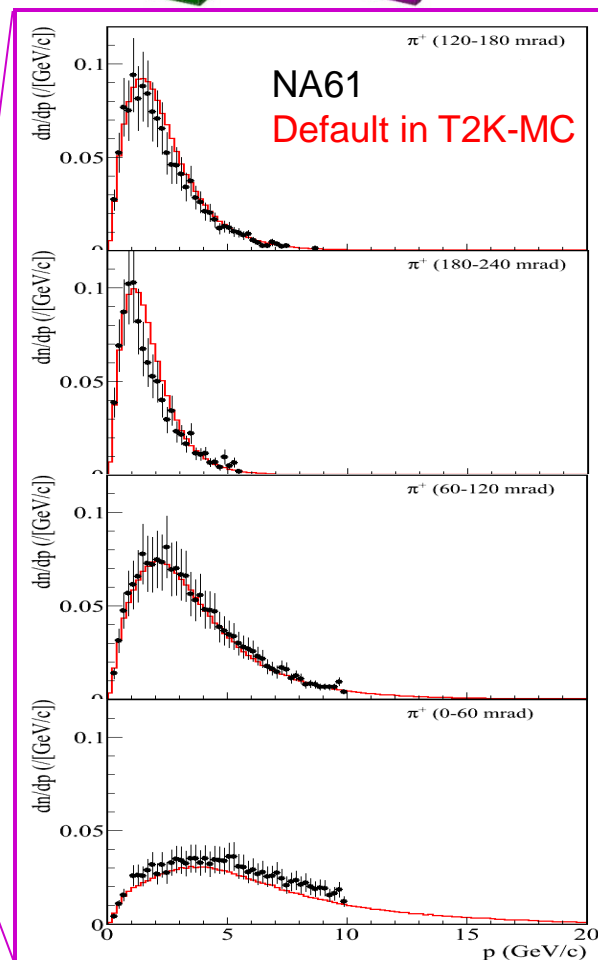 π⁺ (120-180 mrad)
NA61
Default in T2K-MC
dn/dp (/[GeV/c])
0.1
0.05
0
π⁺ (180-240 mrad)
dn/dp (/[GeV/c])
0.1
0.05
0
π⁺ (60-120 mrad)
dn/dp (/[GeV/c])
0.1
0.05
0
π⁺ (0-60 mrad)
dn/dp (/[GeV/c])
0.1
0.05
0
0 5 10 15 20
p (GeV/c)